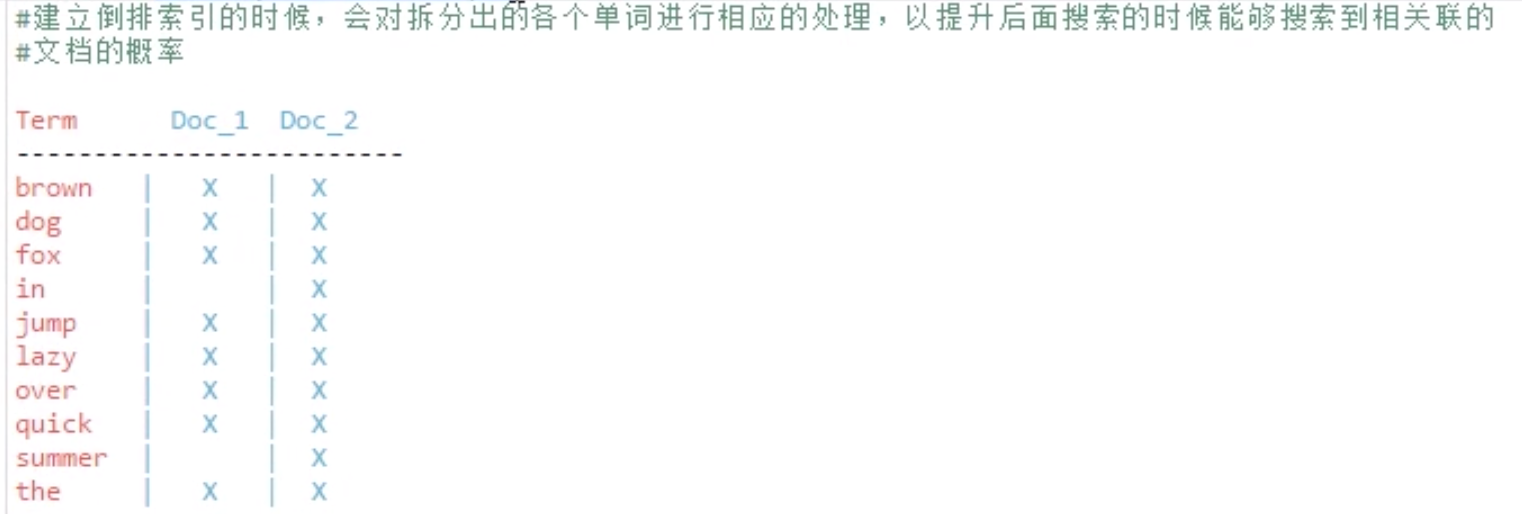 #建立倒排索引的时候，会对拆分出的各个单词进行相应的处理，以提升后面搜索的时候能够搜索到相关联的
#文档的概率
Term Doc_1 Doc_2
-------------------------
brown | X | X
dog | X | X
fox | X | X
in | | X
jump | X | X
lazy | X | X
over | X | X
quick | X | X
summer | | X
the | X | X